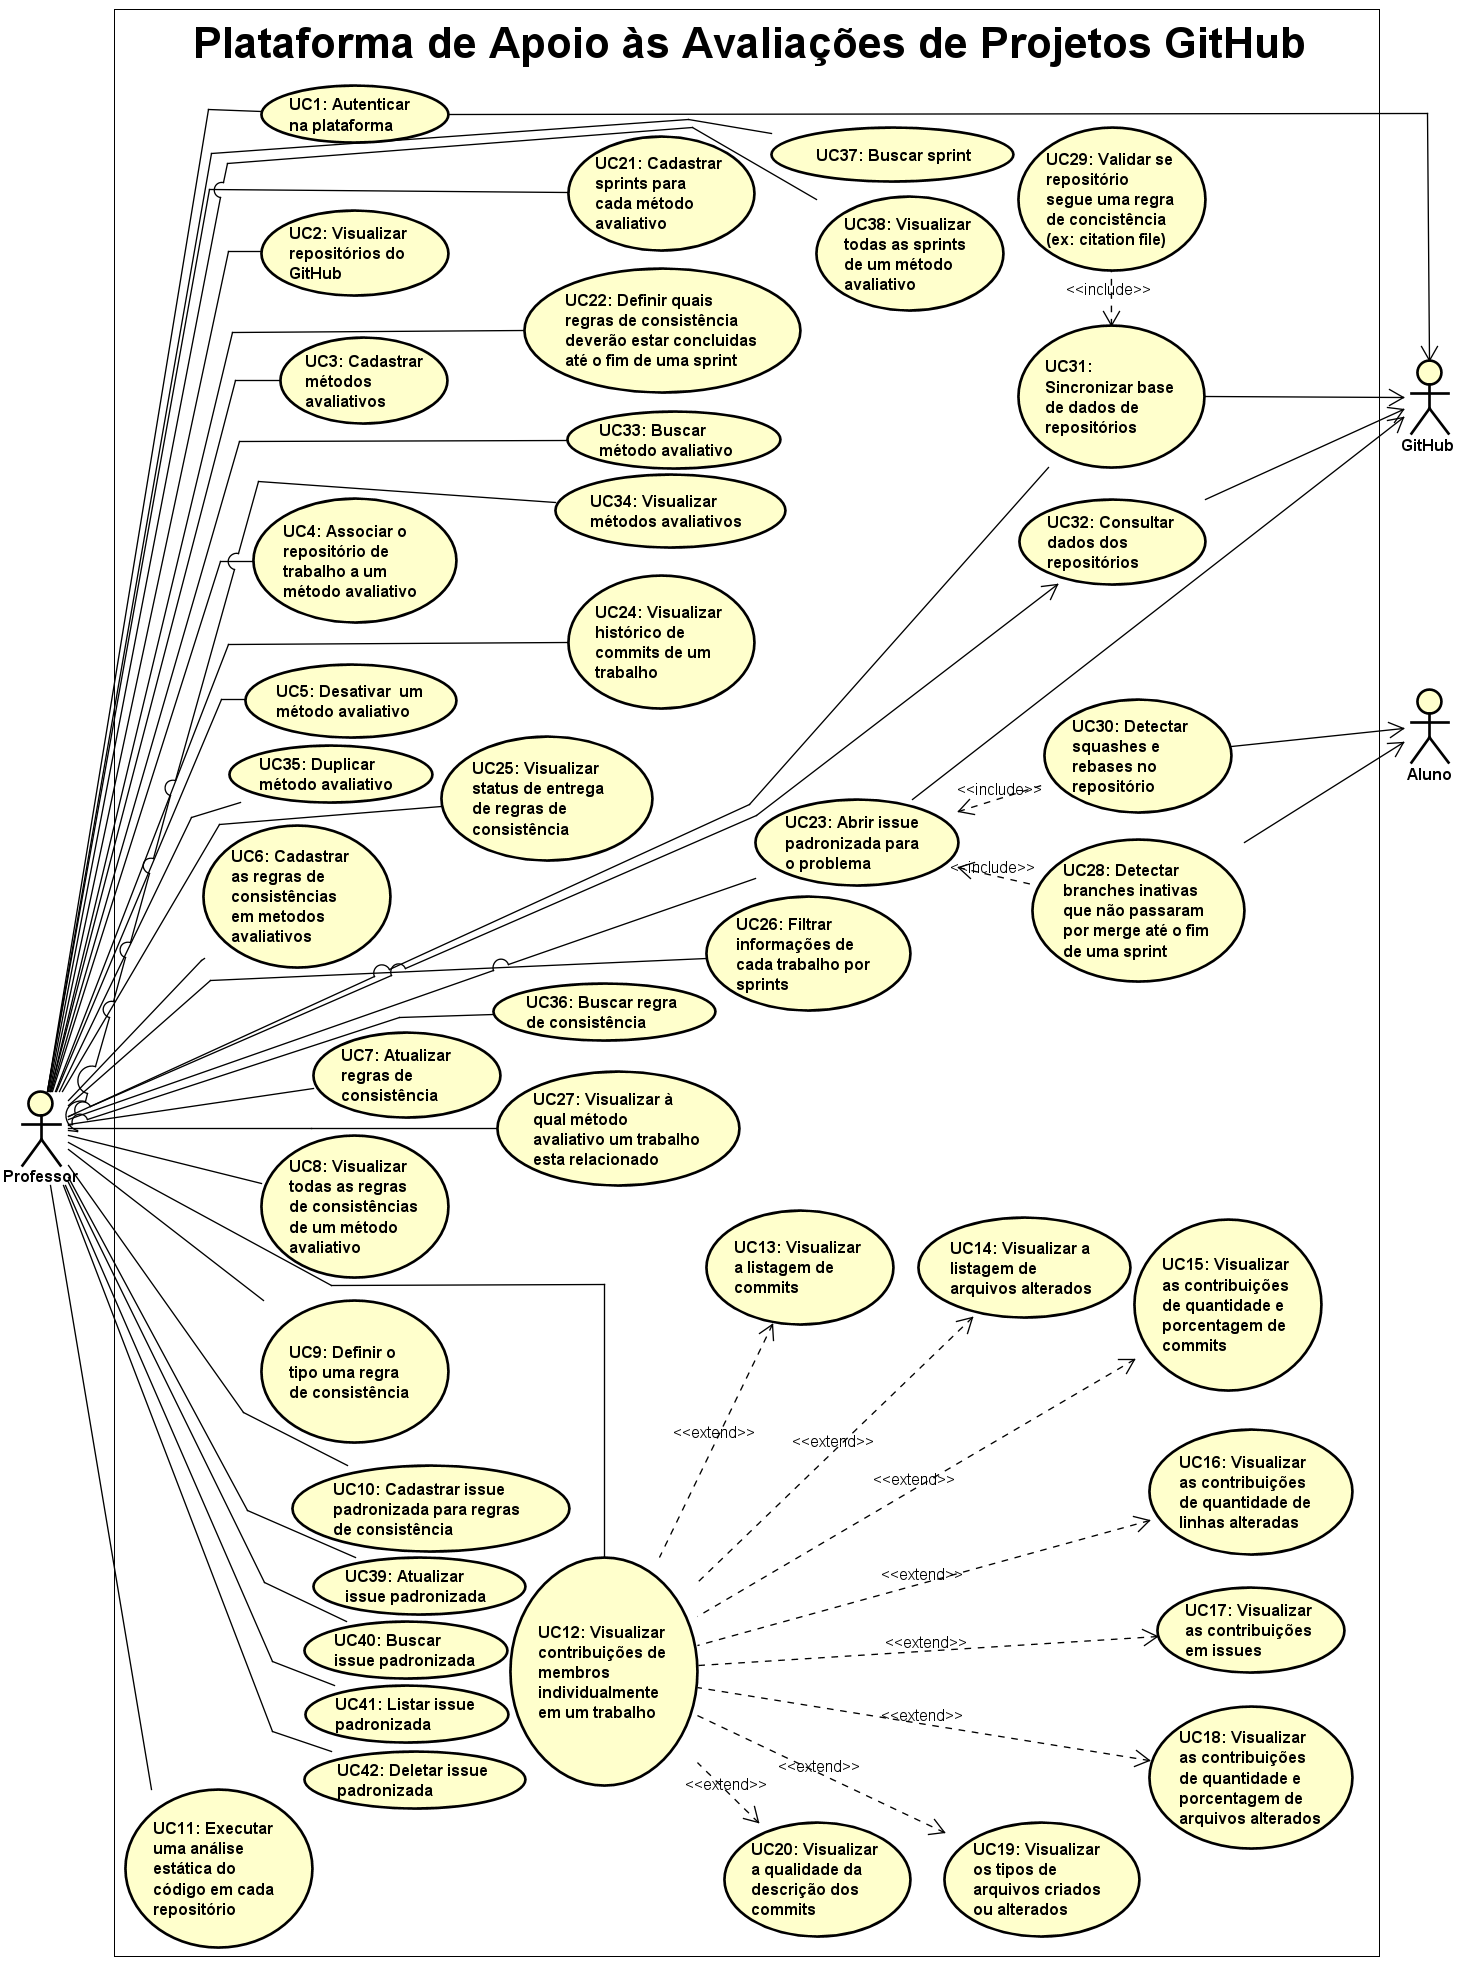 Plataforma de Apoio às Avaliações de Projetos GitHub
UC1: Autenticar
na plataforma
UC37: Buscar sprint
UC21: Cadastrar
sprints para
cada método
avaliativo
UC29: Validar se
repositório
segue uma regra
de concistência
(ex: citation file)
UC2: Visualizar
repositórios do
GitHub
UC38: Visualizar
todas as sprints
de um método
avaliativo
<<include>>
UC22: Definir quais
regras de consistência
deverão estar concluidas
até o fim de uma sprint
UC3: Cadastrar
métodos
avaliativos
UC31:
Sincronizar base
de dados de
repositórios
GitHub
UC33: Buscar
método avaliativo
UC34: Visualizar
métodos avaliativos
UC4: Associar o
repositório de
trabalho a um
método avaliativo
UC32: Consultar
dados dos
repositórios
UC24: Visualizar
histórico de
commits de um
trabalho
UC5: Desativar  um
método avaliativo
UC30: Detectar
squashes e
rebases no
repositório
Aluno
UC35: Duplicar
método avaliativo
UC25: Visualizar
status de entrega
de regras de
consistência
<<include>>
UC23: Abrir issue
padronizada para
o problema
<<include>>
UC6: Cadastrar
as regras de
consistências
em metodos
avaliativos
UC28: Detectar
branches inativas
que não passaram
por merge até o fim
de uma sprint
UC26: Filtrar
informações de
cada trabalho por
sprints
UC36: Buscar regra
de consistência
UC7: Atualizar
regras de
consistência
UC27: Visualizar à
qual método
avaliativo um trabalho
esta relacionado
Professor
UC8: Visualizar
todas as regras
de consistências
de um método
avaliativo
UC13: Visualizar
a listagem de
commits
UC14: Visualizar a
listagem de
arquivos alterados
UC15: Visualizar
as contribuições
de quantidade e
porcentagem de
commits
UC9: Definir o
tipo uma regra
de consistência
<<extend>>
<<extend>>
<<extend>>
UC16: Visualizar
as contribuições
de quantidade de
linhas alteradas
UC10: Cadastrar issue
padronizada para regras
de consistência
UC39: Atualizar
issue padronizada
<<extend>>
UC40: Buscar
issue padronizada
UC12: Visualizar
contribuições de
membros
individualmente
em um trabalho
<<extend>>
UC17: Visualizar
as contribuições
em issues
UC41: Listar issue
padronizada
<<extend>>
UC18: Visualizar
as contribuições
de quantidade e
porcentagem de
arquivos alterados
UC42: Deletar issue
padronizada
<<extend>>
<<extend>>
UC11: Executar
uma análise
estática do
código em cada
repositório
UC20: Visualizar
a qualidade da
descrição dos
commits
UC19: Visualizar
os tipos de
arquivos criados
ou alterados